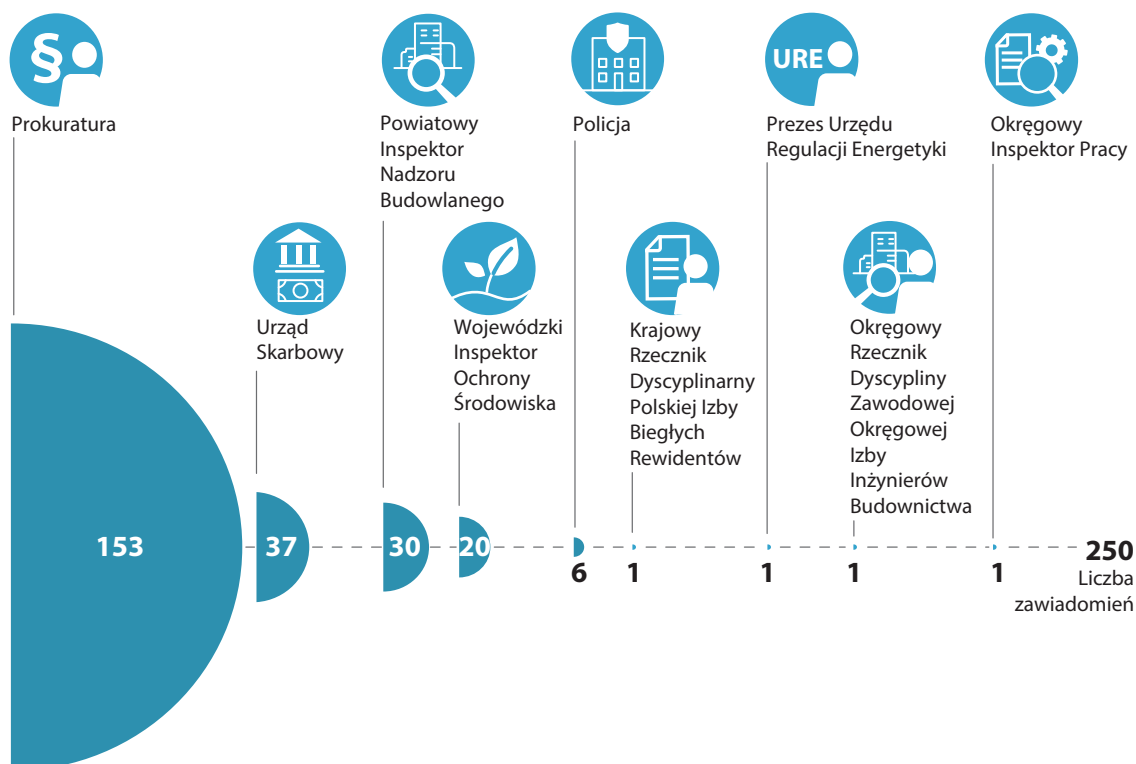 §
URE
Prokuratura
Powiatowy
Inspektor
Nadzoru
Budowlanego
Policja
Prezes Urzędu
Regulacji Energetyki
Okręgowy
Inspektor Pracy
Urząd
Skarbowy
Wojewódzki
Inspektor
Ochrony
Środowiska
Krajowy
Rzecznik
Dyscyplinarny
Polskiej Izby
Biegłych
Rewidentów
Okręgowy
Rzecznik
Dyscypliny
Zawodowej
Okręgowej
Izby
Inżynierów
Budownictwa
153
37
30
20
6
1
1
1
1
250
Liczba
zawiadomień